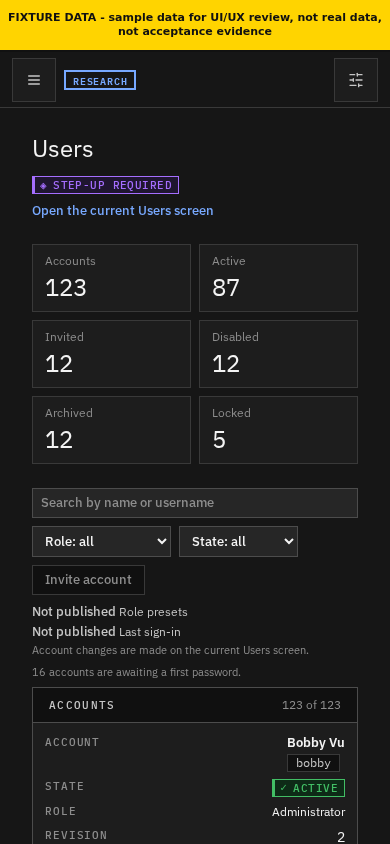 FIXTURE DATA - sample data for UI/UX review, not real data,
not acceptance evidence
RESEARCH
Users
◈ STEP-UP REQUIRED
Open the current Users screen
Accounts
123
Active
87
Invited
12
Disabled
12
Archived
12
Locked
5
Search by name or username
Role: all
State: all
Invite account
Not published Role presets
Not published Last sign-in
Account changes are made on the current Users screen.
16 accounts are awaiting a first password.
ACCOUNTS
123 of 123
ACCOUNT
Bobby Vu
bobby
STATE
✓ ACTIVE
ROLE
Administrator
REVISION
2